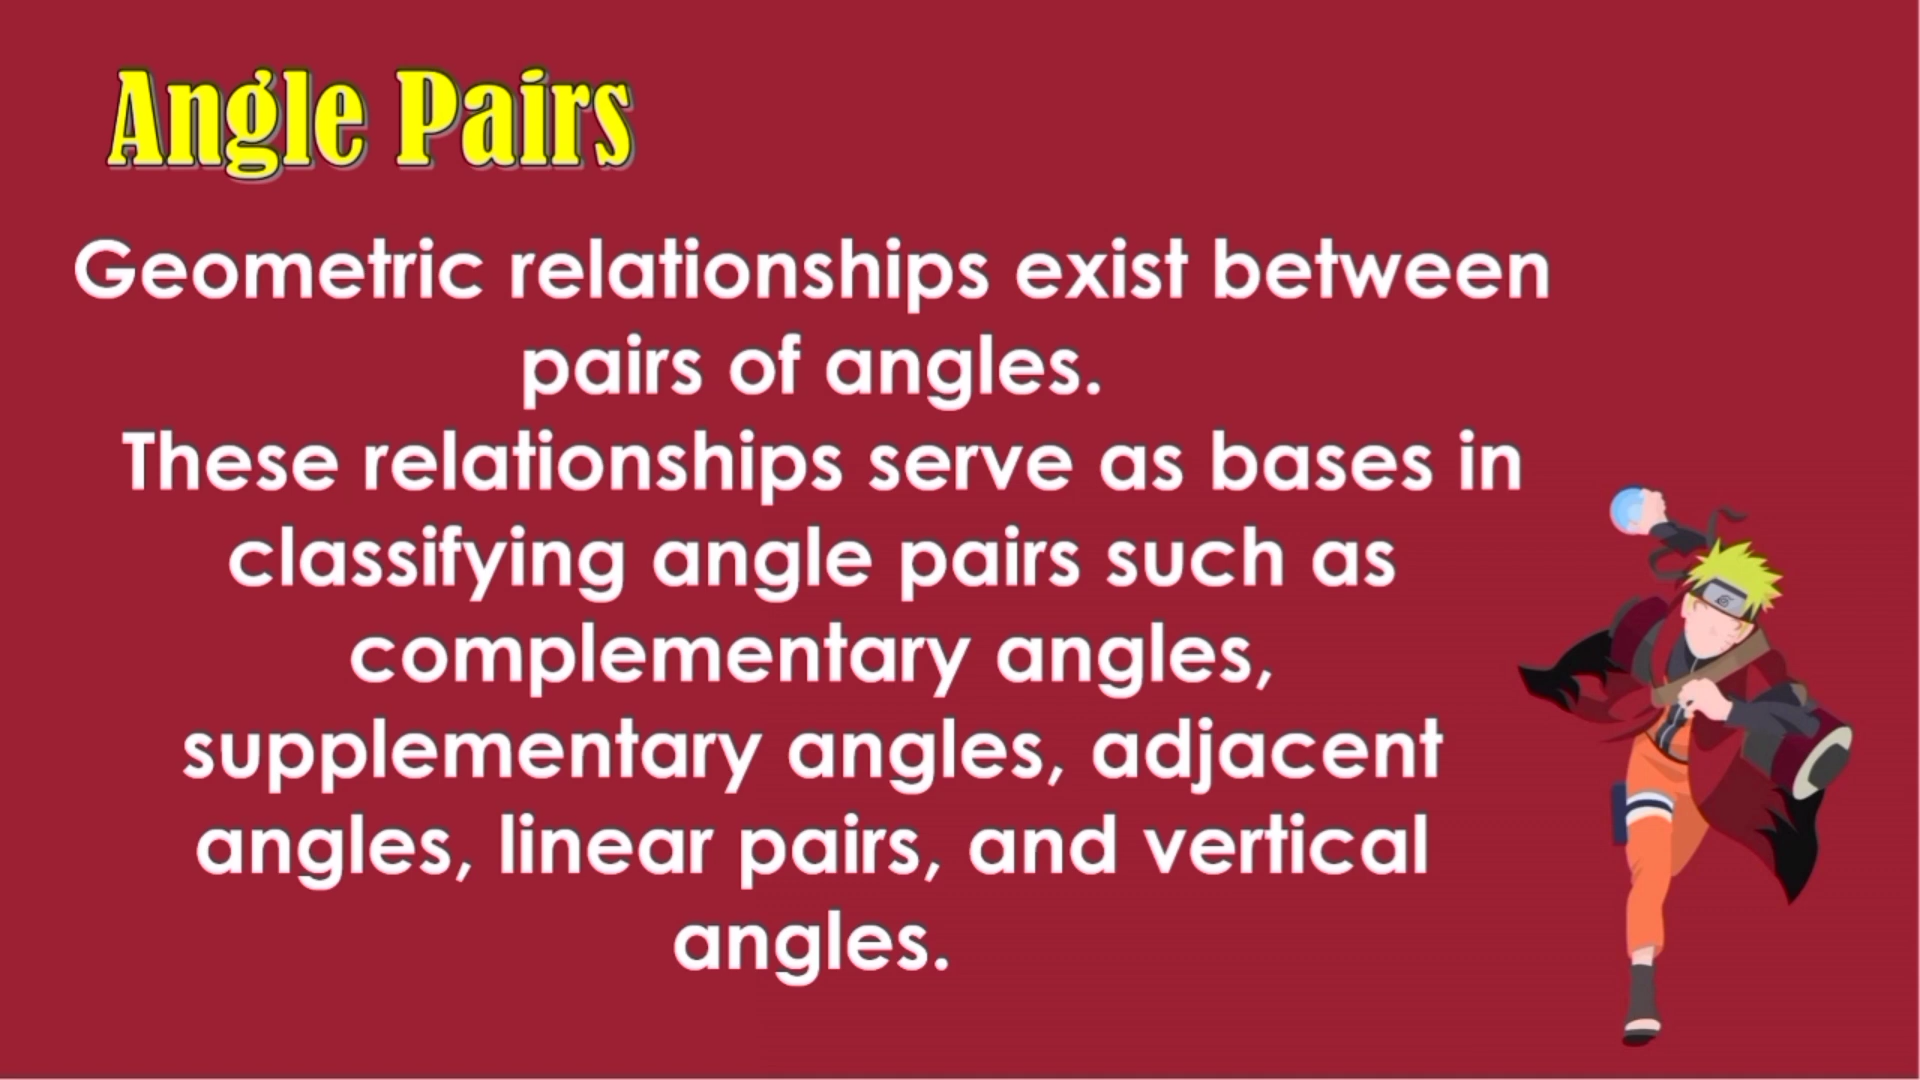 Angle Pairs
Geometric relationships exist between
pairs of angles.
These relationships serve as bases in
classifying angle pairs such as
complementary angles,
supplementary angles, adjacent
angles, linear pairs, and vertical
angles.